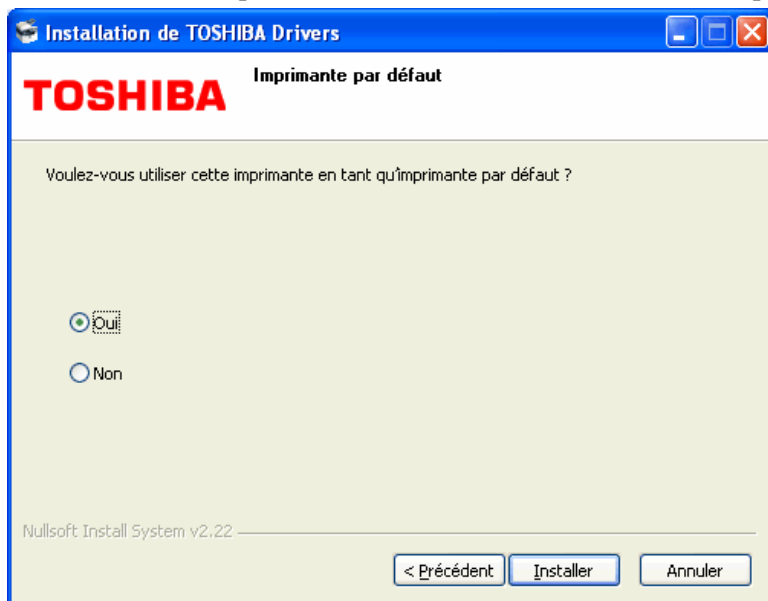 Installation de TOSHIBA Drivers
TOSHIBA
Imprimante par défaut
Voulez-vous utiliser cette imprimante en tant qu'imprimante par défaut ?
Oui
Non
Nullsoft Install System v2.22
< Précédent
Installer
Annuler